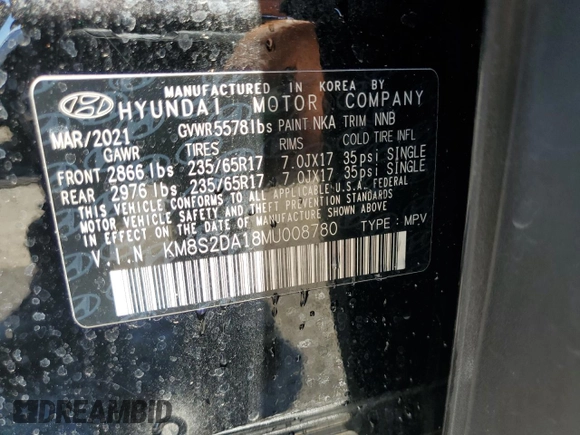 MANUFACTURED IN KOREA BY
HYUNDAI MOTOR COMPANY
MAR/2021 GVWR5578lbs PAINT NKA TRIM NNB
GAWR TIRES RIMS COLD TIRE INFL
FRONT 2866 lbs 235/65R17 7.0JX17 35psi SINGLE
REAR 2976 lbs 235/65R17 7.0JX17 35psi SINGLE
THIS VEHICLE CONFORMS TO ALL APPLICABLE U.S.A. FEDERAL
MOTOR VEHICLE SAFETY AND THEFT PREVENTION STANDARDS
IN EFFECT ON THE DATE OF MANUFACTURE SHOWN ABOVE.
V.I.N KM8S2DA18MU008780 TYPE : MPV
DREAMBID